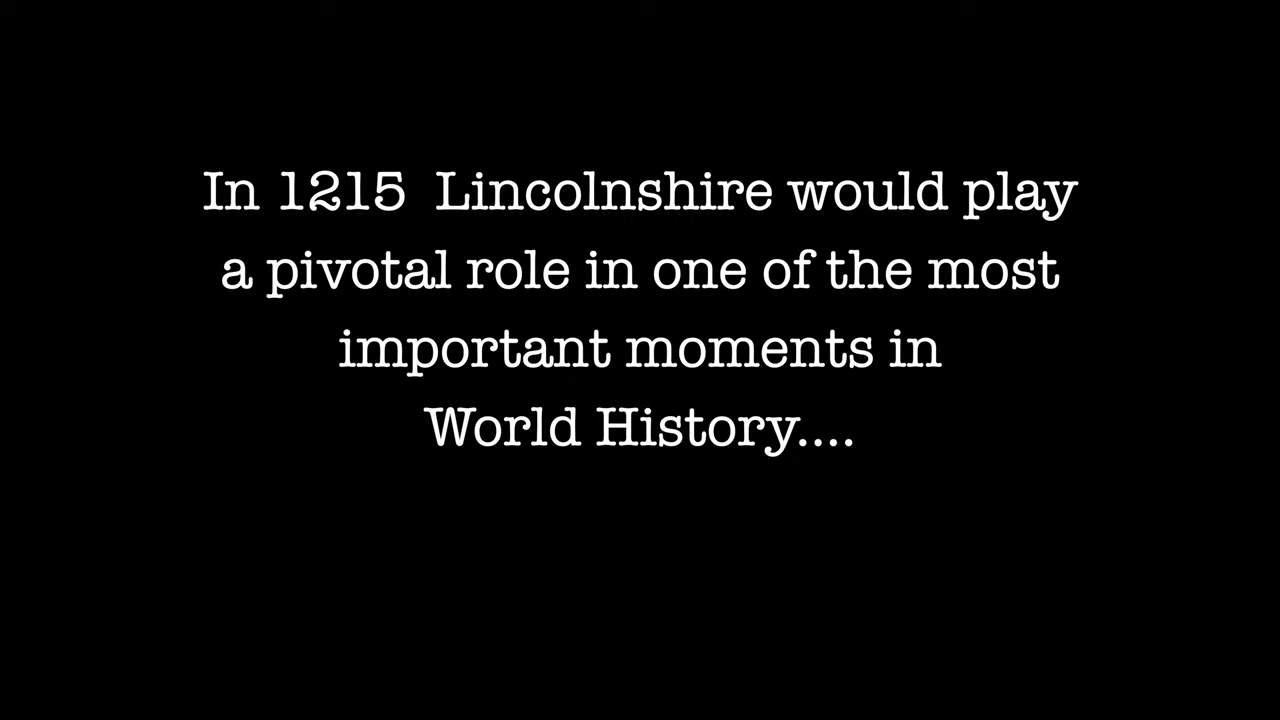 In 1215  Lincolnshire would play
a pivotal role in one of the most
important moments in
World History....